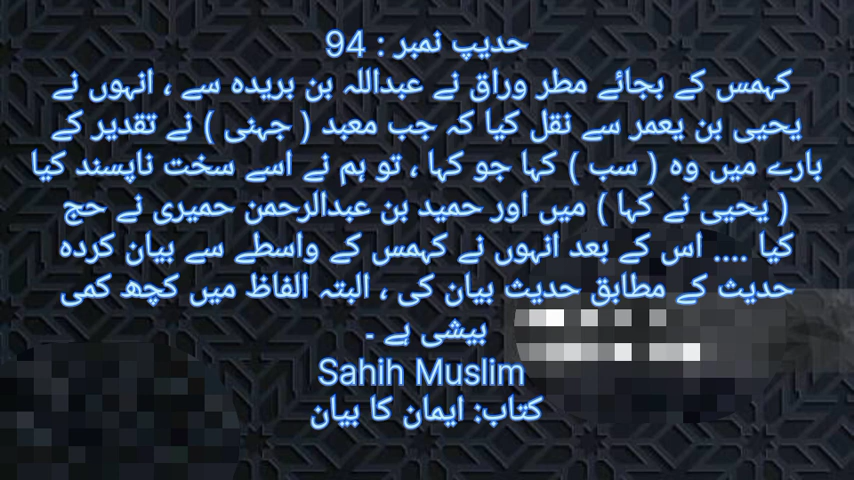 حدیپ نمبر : 94
کہمس کے بجائے مطر وراق نے عبداللہ بن بریدہ سے ، انہوں نے
یحیی بن یعمر سے نقل کیا کہ جب معبد ( جہنی ) نے تقدیر کے
بارے میں وہ ( سب ) کہا جو کہا ، تو ہم نے اسے سخت ناپسند کیا
( یحیی نے کہا ) میں اور حمید بن عبدالرحمن حمیری نے حج
کیا .... اس کے بعد انہوں نے کہمس کے واسطے سے بیان کردہ
حدیث کے مطابق حدیث بیان کی ، البتہ الفاظ میں کچھ کمی
بیشی ہے ۔
Sahih Muslim
کتاب: ایمان کا بیان